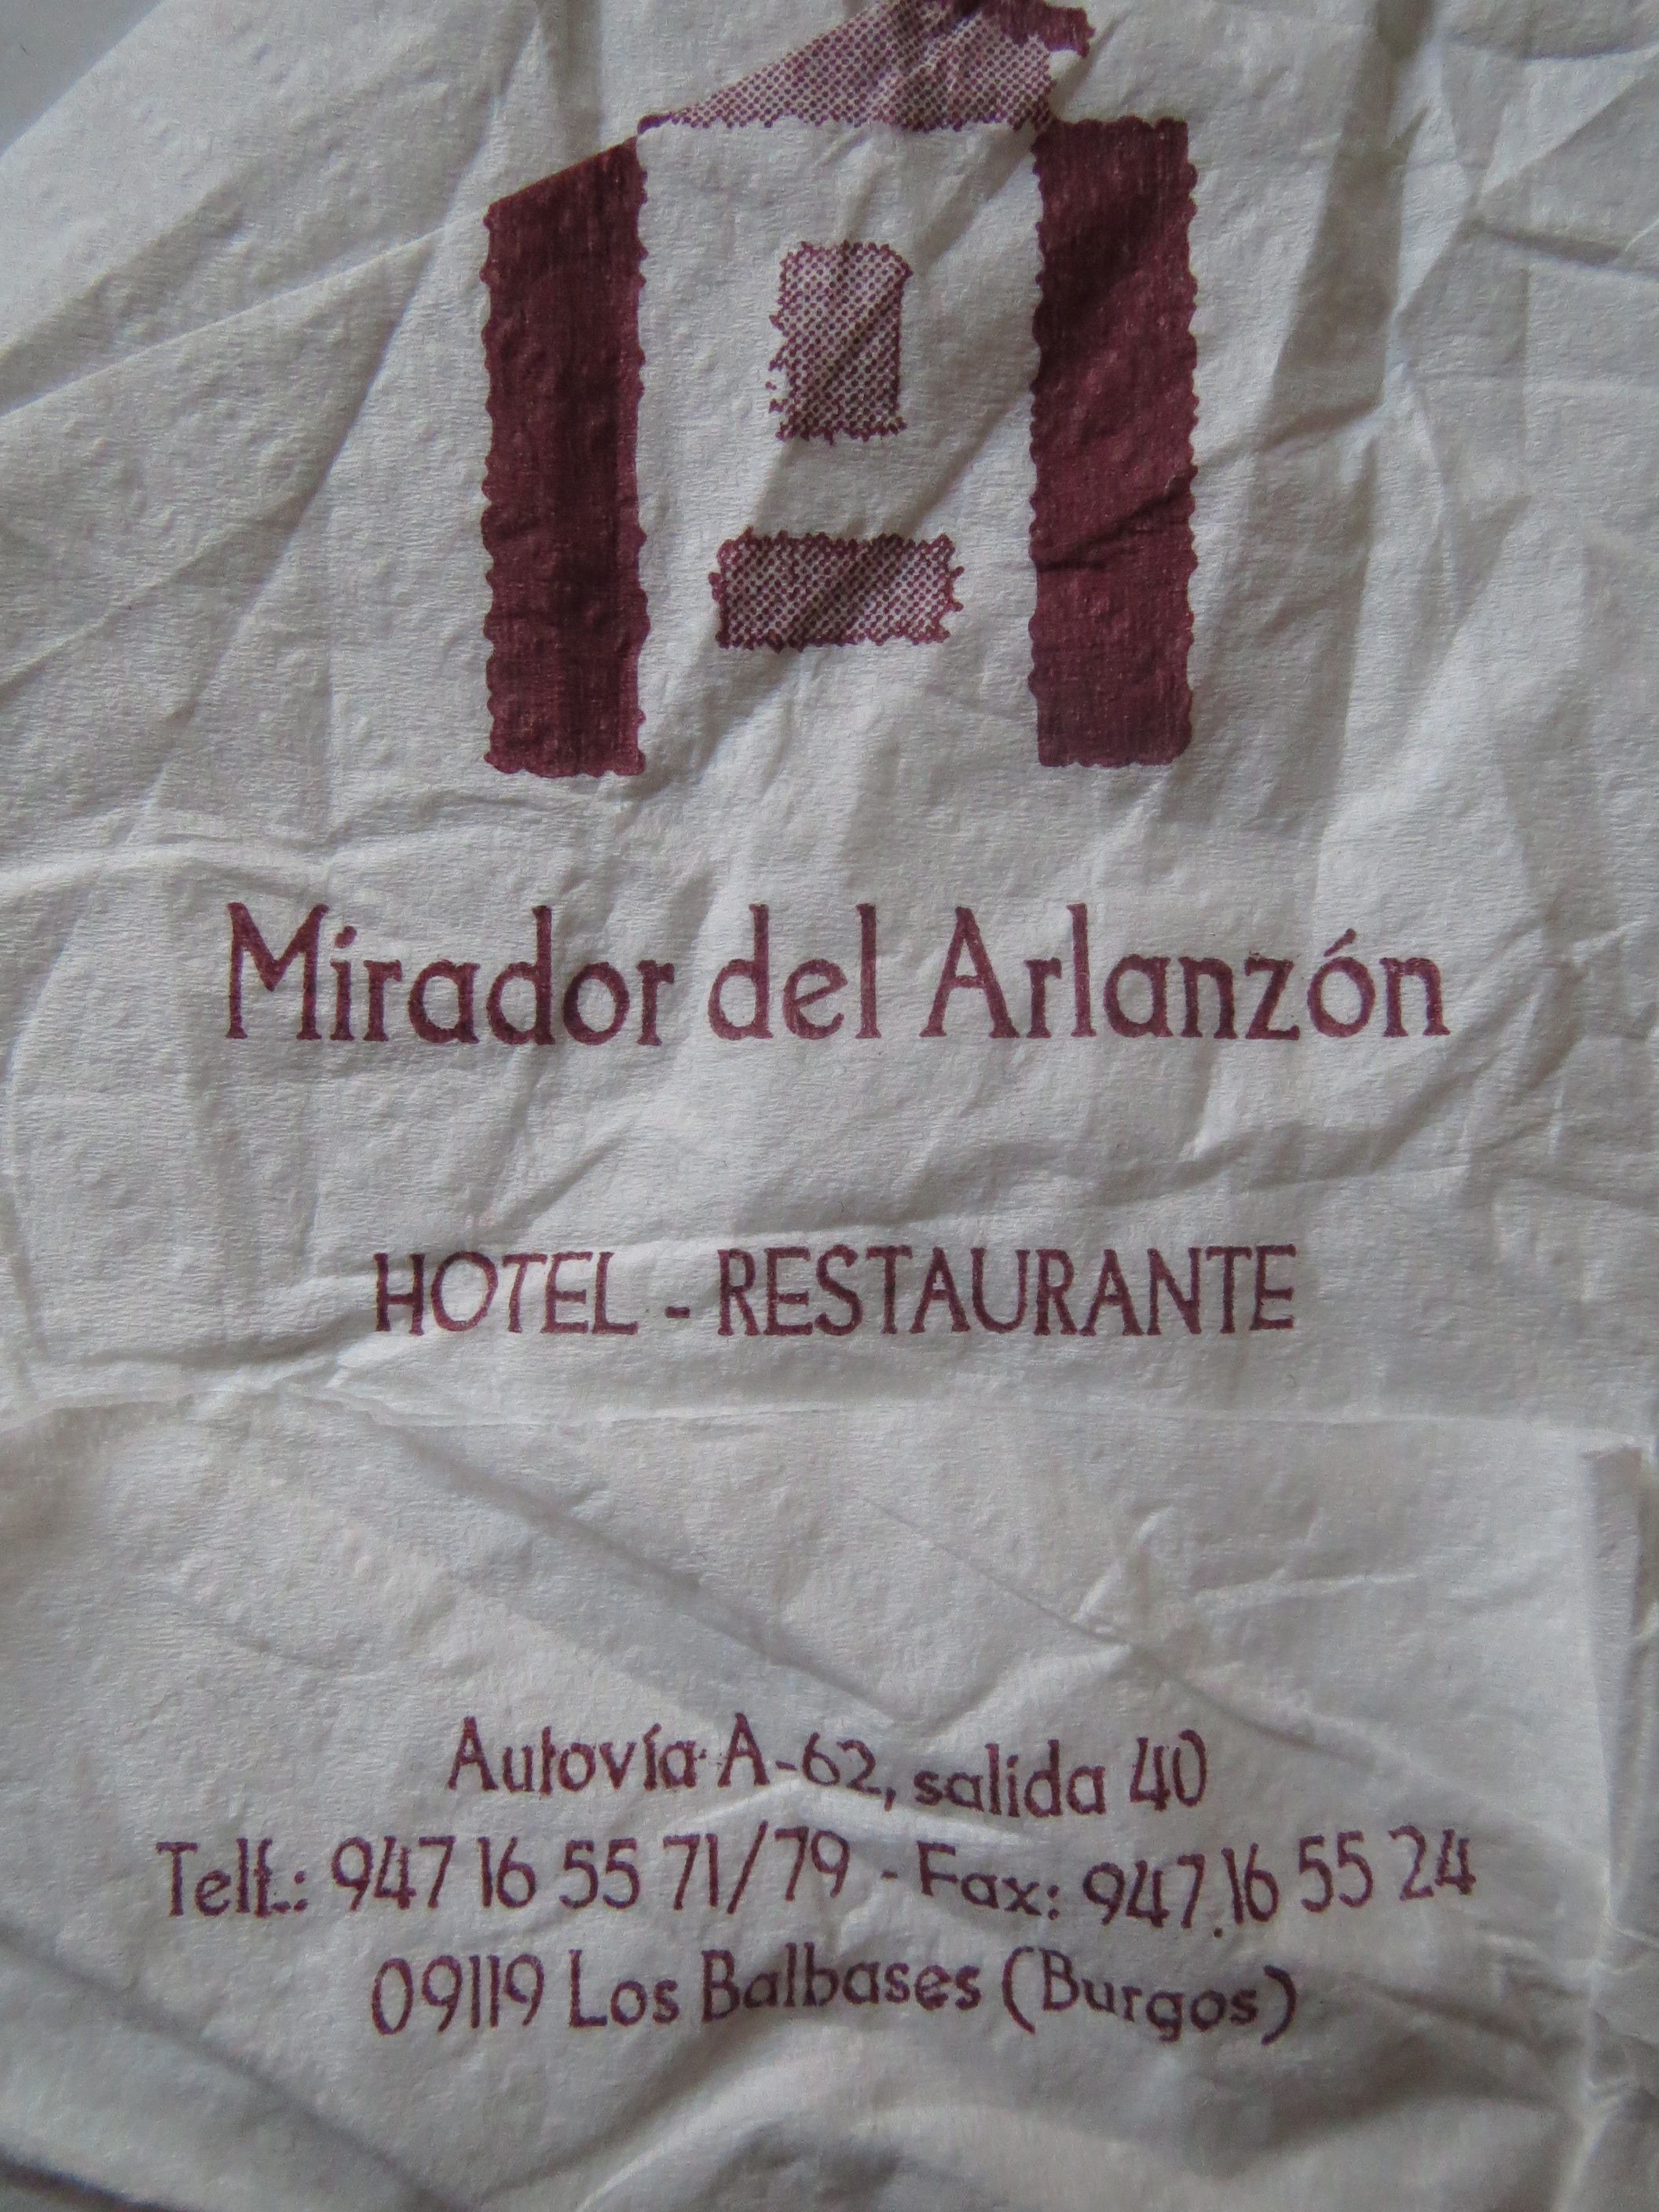 Mirador del Arlanzón
HOTEL - RESTAURANTE
Autovía A-62, salida 40
Telf.: 947 16 55 71/79 - Fax: 947 16 55 24
09119 Los Balbases (Burgos)